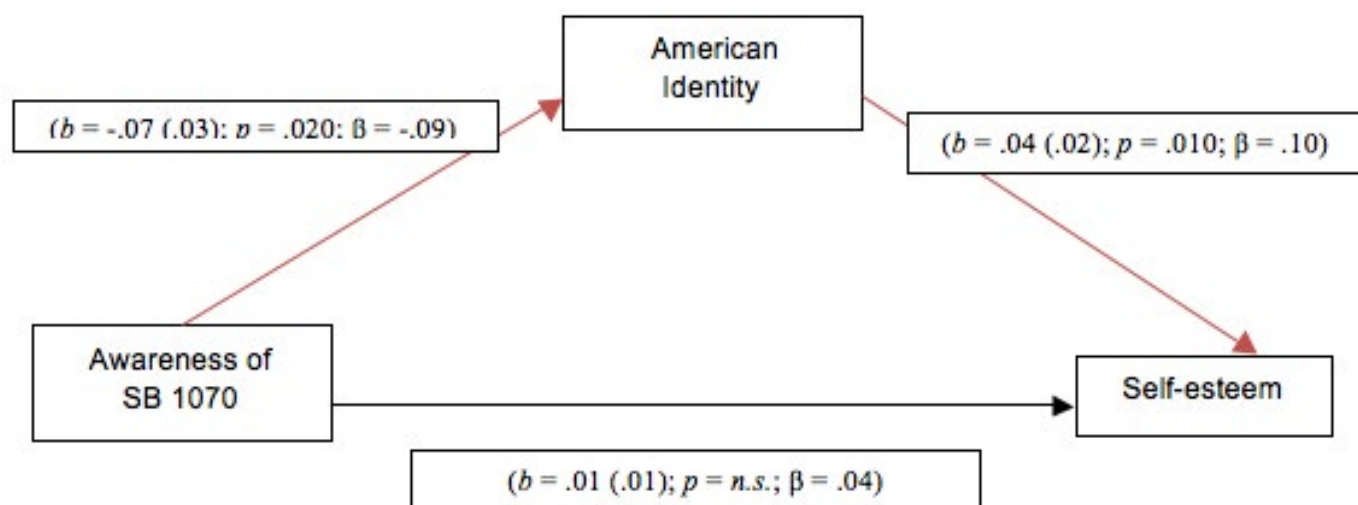 American
Identity
(b = -.07 (.03); p = .020; β = -.09)
(b = .04 (.02); p = .010; β = .10)
Awareness of
SB 1070
Self-esteem
(b = .01 (.01); p = n.s.; β = .04)